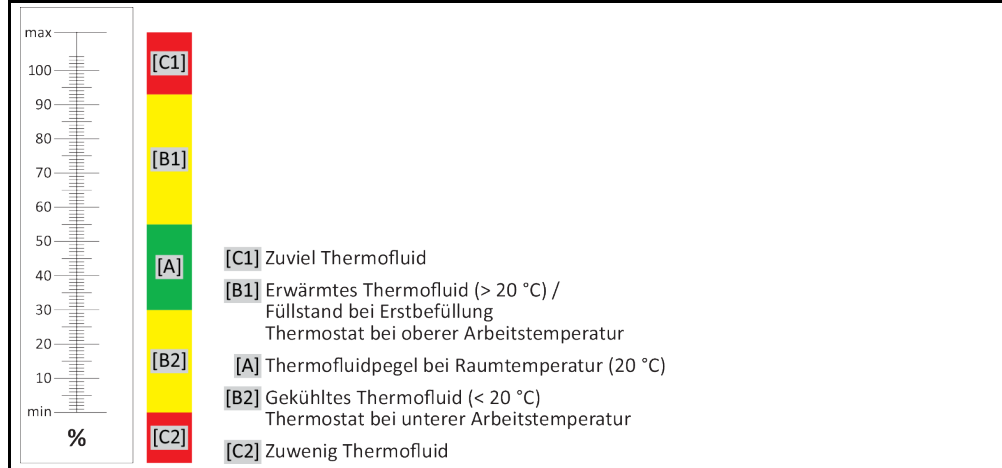 max
100
90
80
70
60
50
40
30
20
10
min
%
[C1]
[B1]
[A]
[B2]
[C2]
[C1] Zuviel Thermofluid
[B1] Erwärmtes Thermofluid (> 20 °C) /
Füllstand bei Erstbefüllung
Thermostat bei oberer Arbeitstemperatur
[A] Thermofluidpegel bei Raumtemperatur (20 °C)
[B2] Gekühltes Thermofluid (< 20 °C)
Thermostat bei unterer Arbeitstemperatur
[C2] Zuwenig Thermofluid